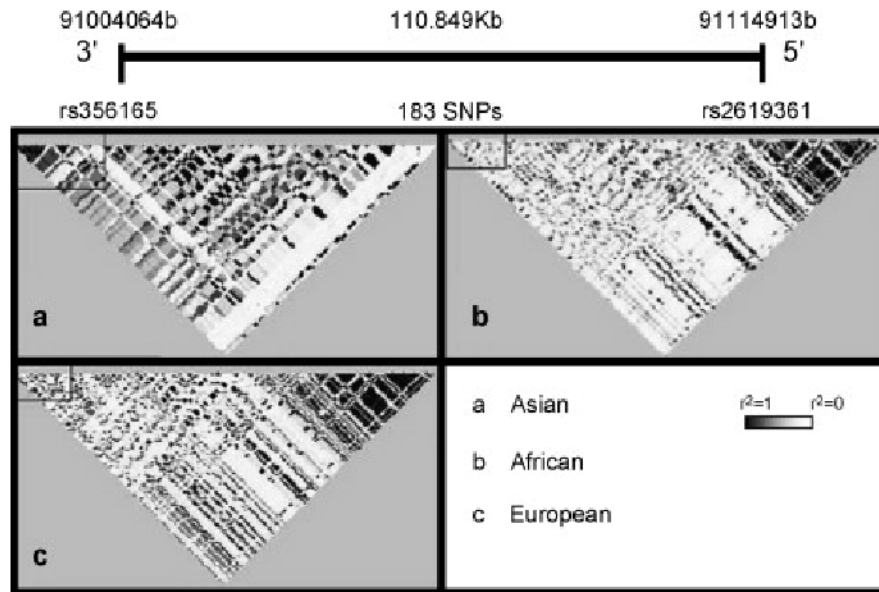 91004064b 110.849Kb 91114913b
3' 5'
rs356165 183 SNPs rs2619361
a
b
c
a Asian
b African
c European
r²=1 r²=0